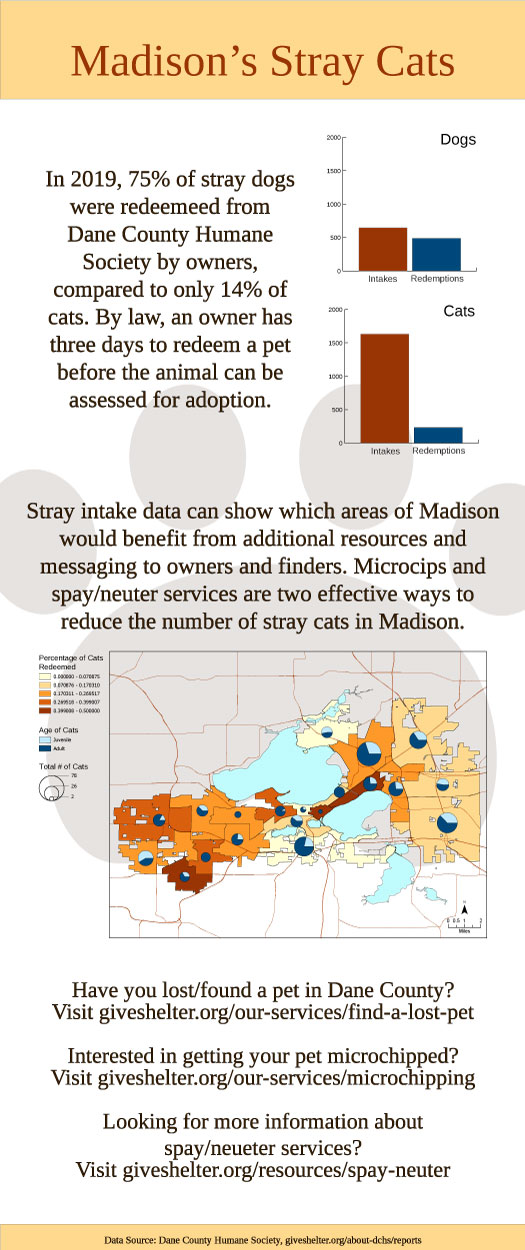 Madison's Stray Cats
In 2019, 75% of stray dogs
were redeemeed from
Dane County Humane
Society by owners,
compared to only 14% of
cats. By law, an owner has
three days to redeem a pet
before the animal can be
assessed for adoption.
Dogs
2000
1500
1000
500
0
Intakes Redemptions
Cats
2000
1500
1000
500
0
Intakes Redemptions
Stray intake data can show which areas of Madison
would benefit from additional resources and
messaging to owners and finders. Microcips and
spay/neuter services are two effective ways to
reduce the number of stray cats in Madison.
Percentage of Cats
Redeemed
0.000000 - 0.070075
0.070076 - 0.170310
0.170311 - 0.269517
0.269518 - 0.399007
0.399008 - 0.500000
Age of Cats
Juvenile
Adult
Total # of Cats
78
26
2
N
0 0.5 1 2
Miles
Have you lost/found a pet in Dane County?
Visit giveshelter.org/our-services/find-a-lost-pet
Interested in getting your pet microchipped?
Visit giveshelter.org/our-services/microchipping
Looking for more information about
spay/neueter services?
Visit giveshelter.org/resources/spay-neuter
Data Source: Dane County Humane Society, giveshelter.org/about-dchs/reports